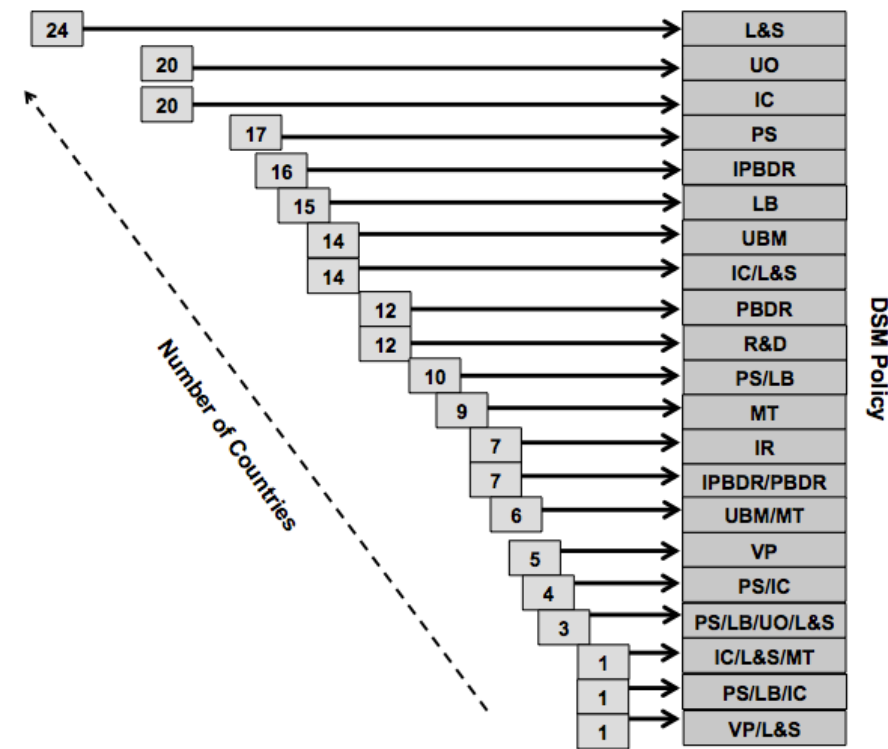 24 L&S
20 UO
20 IC
17 PS
16 IPBDR
15 LB
14 UBM
14 IC/L&S
12 PBDR
12 R&D
10 PS/LB
9 MT
7 IR
7 IPBDR/PBDR
6 UBM/MT
5 VP
4 PS/IC
3 PS/LB/UO/L&S
1 IC/L&S/MT
1 PS/LB/IC
1 VP/L&S
Number of Countries
DSM Policy